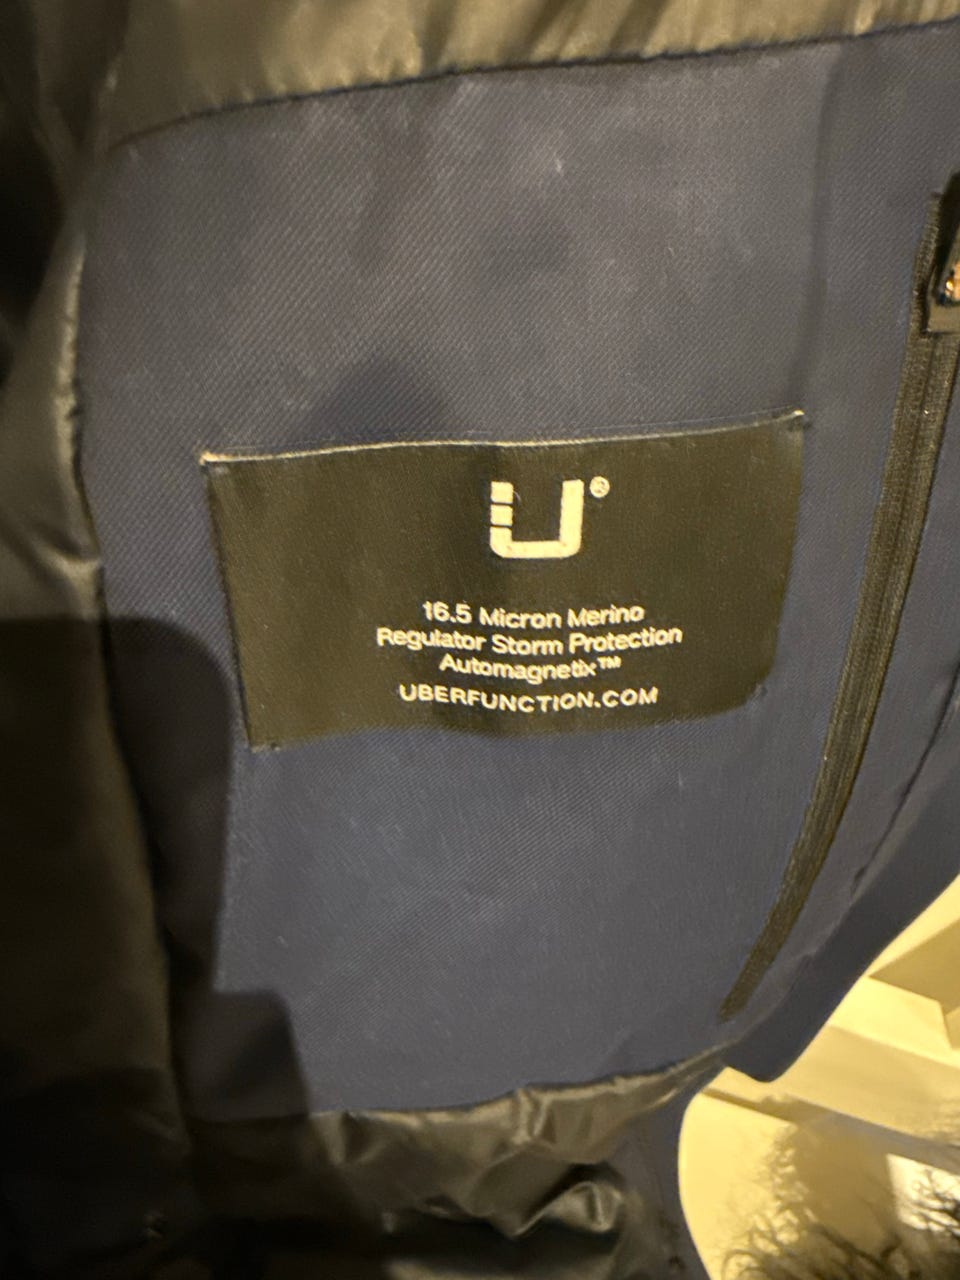 U®
16.5 Micron Merino
Regulator Storm Protection
Automagnetix™
UBERFUNCTION.COM